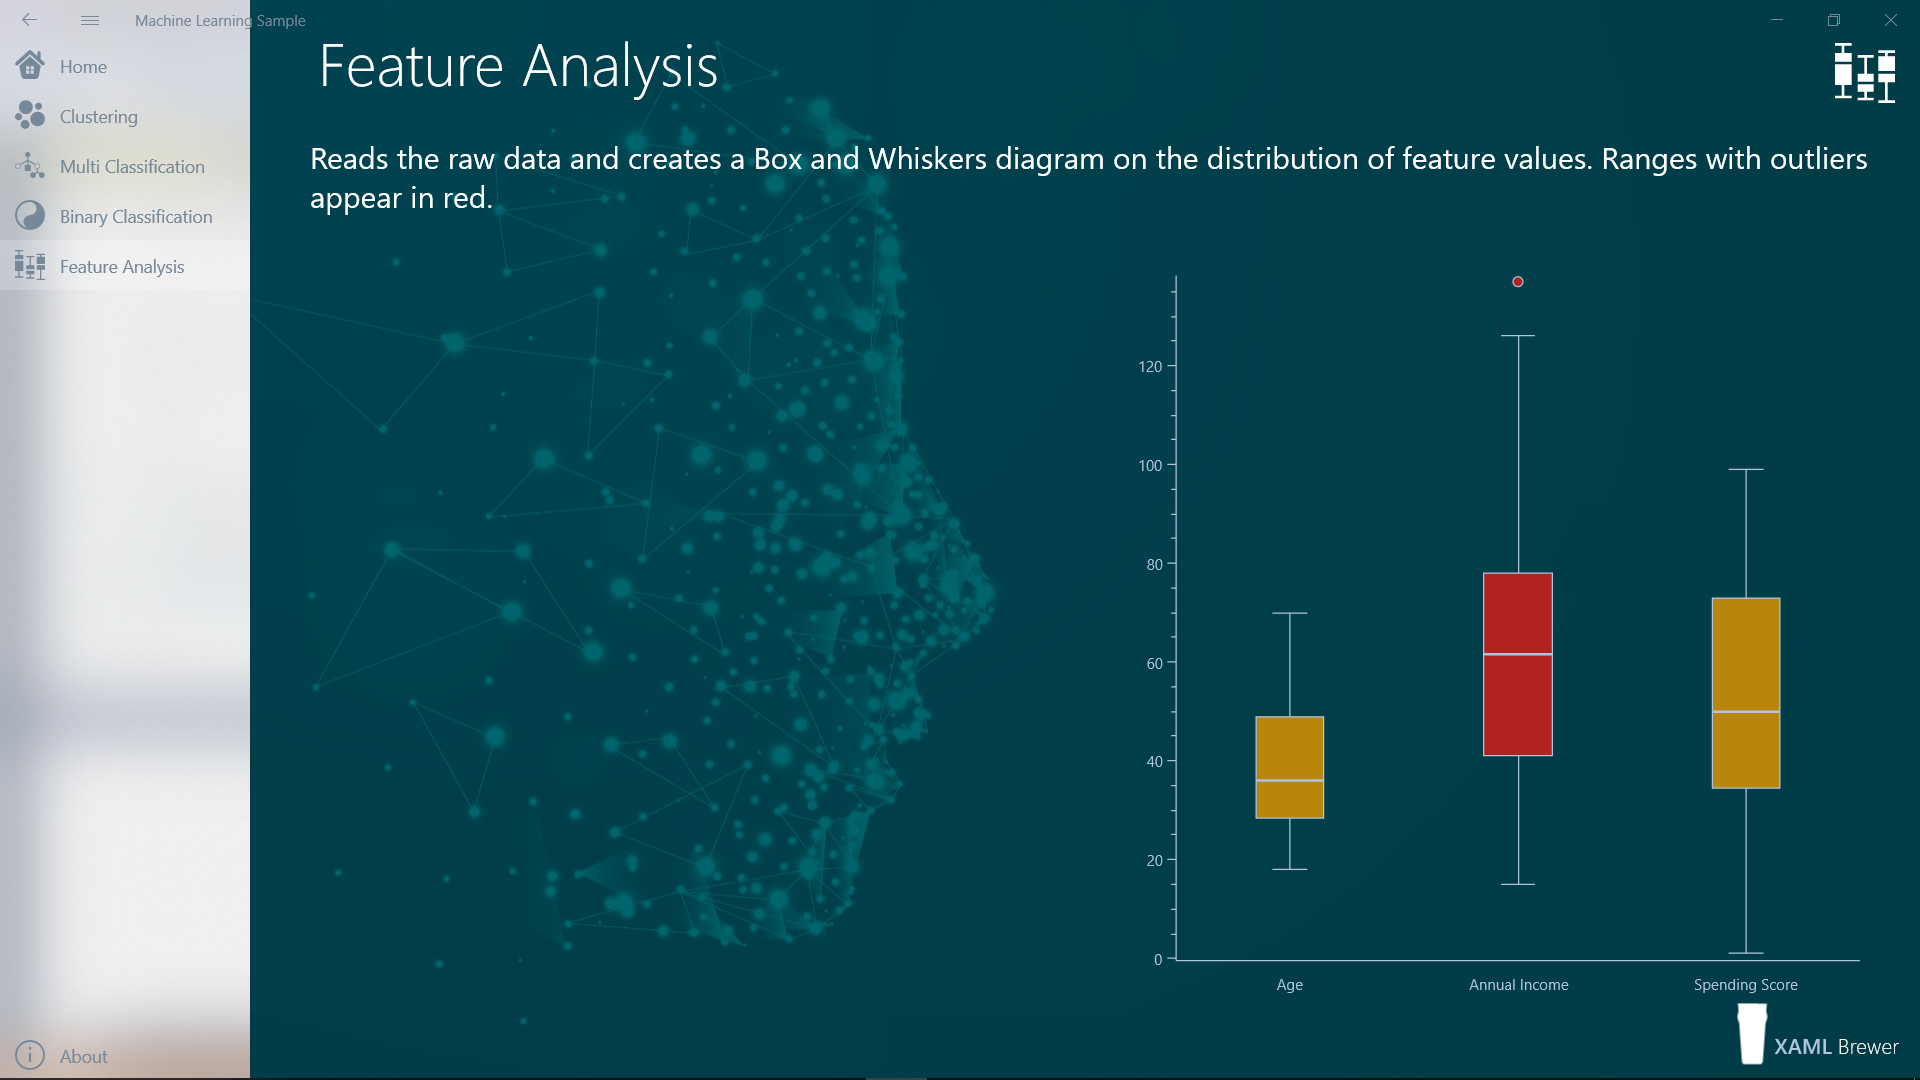 Machine Learning Sample
Home
Clustering
Multi Classification
Binary Classification
Feature Analysis
About
Feature Analysis
Reads the raw data and creates a Box and Whiskers diagram on the distribution of feature values. Ranges with outliers
appear in red.
120
100
80
60
40
20
0
Age Annual Income Spending Score
XAML Brewer